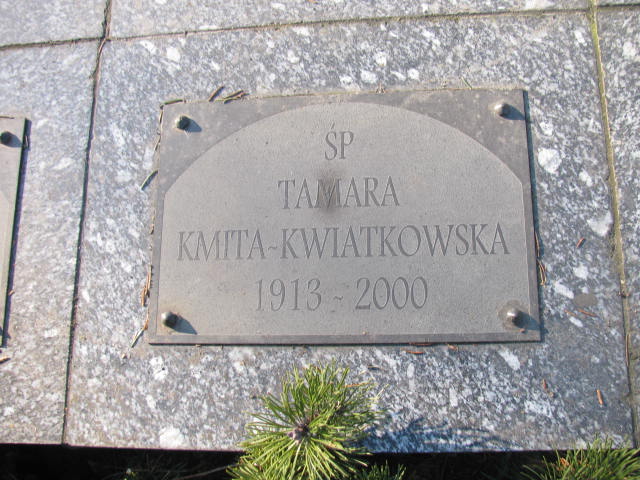 ŚP
TAMARA
KMITA-KWIATKOWSKA
1913 - 2000